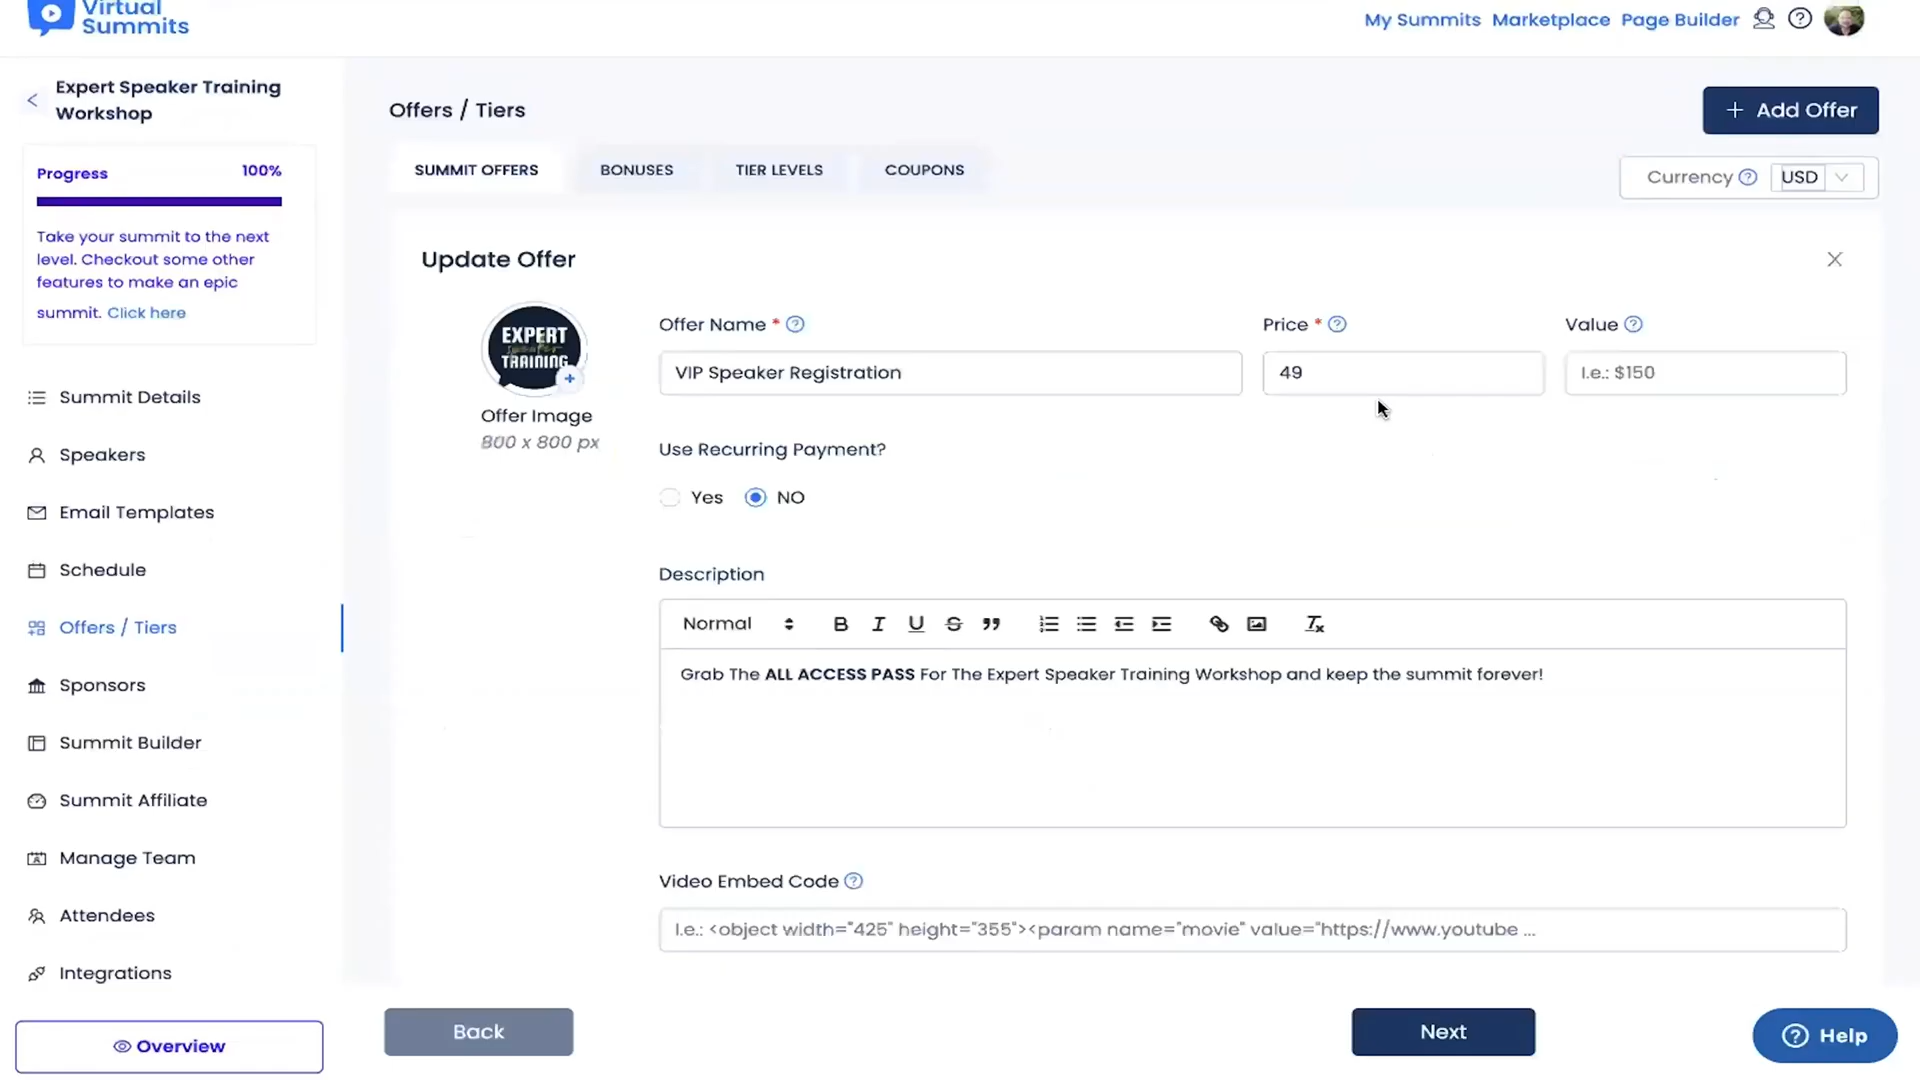 Virtual
Summits
My Summits Marketplace Page Builder
Expert Speaker Training
Workshop
Progress 100%
Take your summit to the next
level. Checkout some other
features to make an epic
summit. Click here
Summit Details
Speakers
Email Templates
Schedule
Offers / Tiers
Sponsors
Summit Builder
Summit Affiliate
Manage Team
Attendees
Integrations
Overview
Offers / Tiers
+ Add Offer
SUMMIT OFFERS BONUSES TIER LEVELS COUPONS
Currency USD
Update Offer
EXPERT
TRAINING
Offer Image
800 x 800 px
Offer Name * Price * Value
VIP Speaker Registration 49 I.e.: $150
Use Recurring Payment?
Yes NO
Description
Normal
Grab The ALL ACCESS PASS For The Expert Speaker Training Workshop and keep the summit forever!
Video Embed Code
I.e.: <object width="425" height="355"><param name="movie" value="https://www.youtube ...
Back Next Help